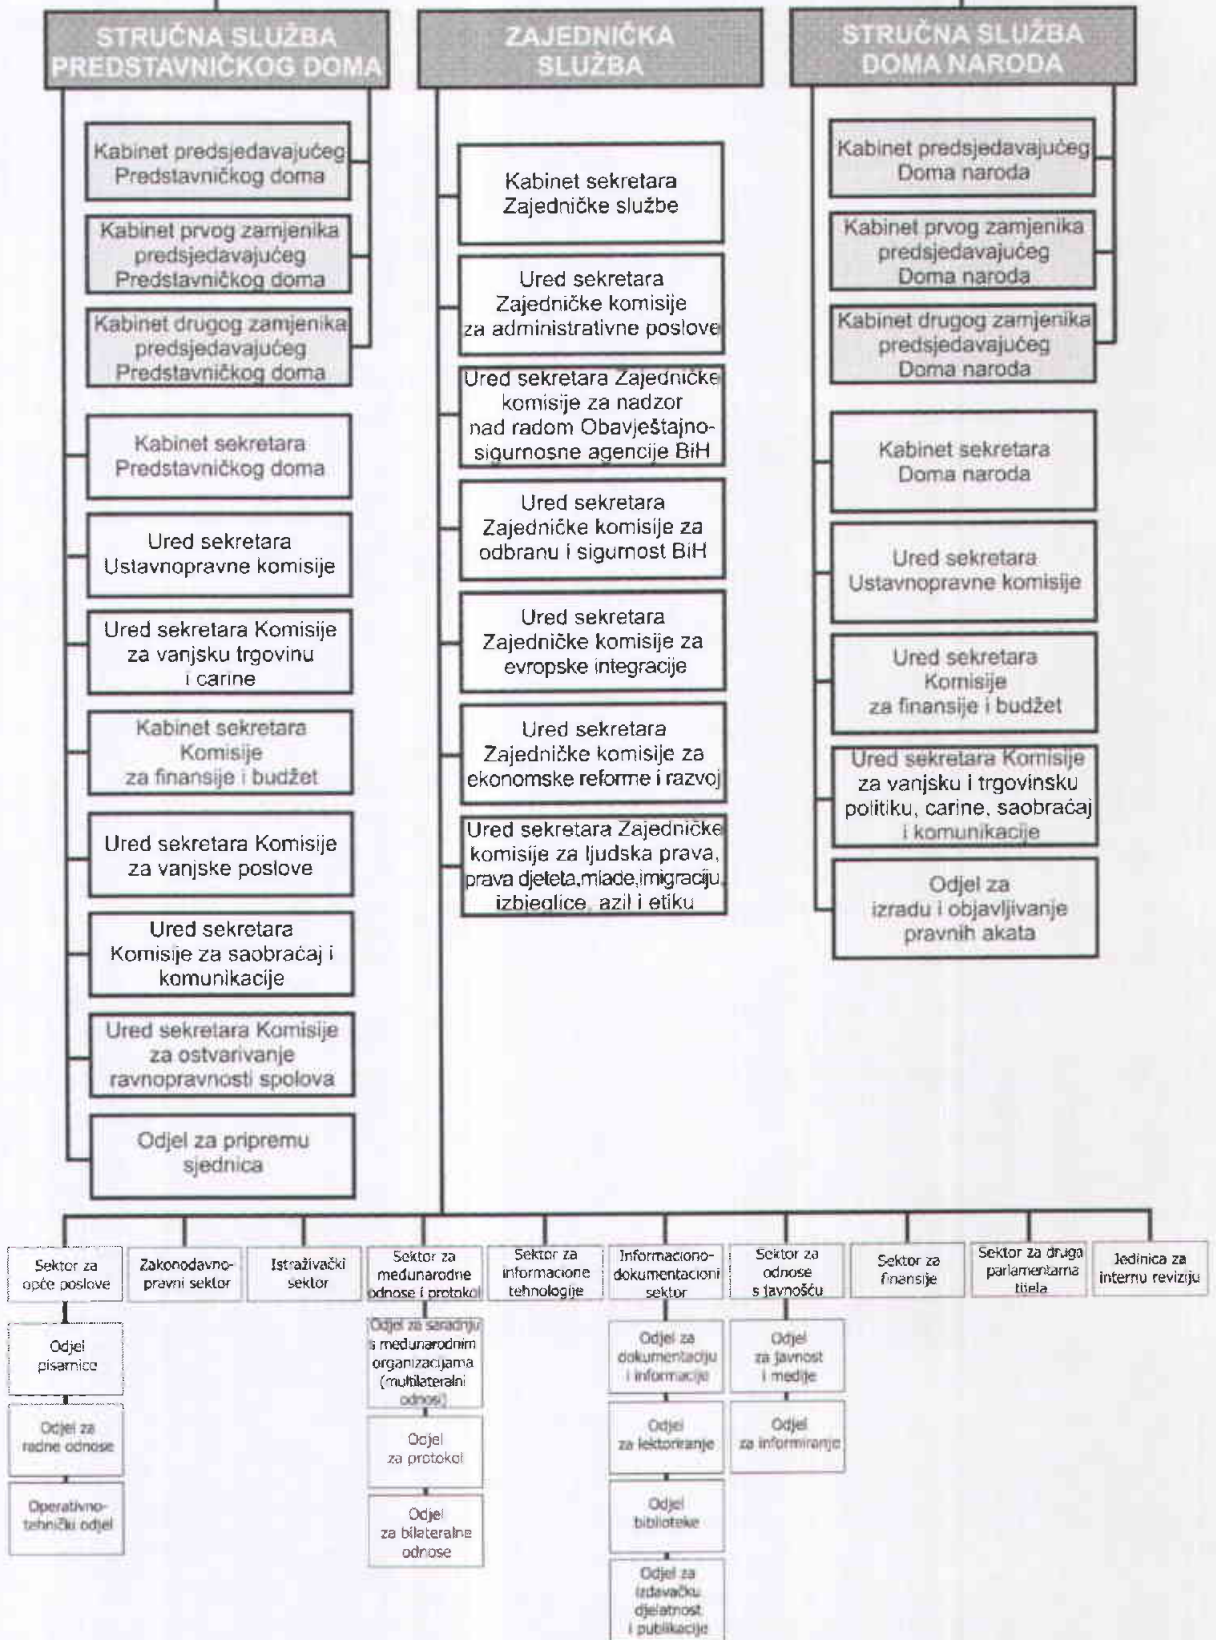 STRUČNA SLUŽBA
PREDSTAVNIČKOG DOMA
Kabinet predsjedavajućeg
Predstavničkog doma
Kabinet prvog zamjenika
predsjedavajućeg
Predstavničkog doma
Kabinet drugog zamjenika
predsjedavajućeg
Predstavničkog doma
Kabinet sekretara
Predstavničkog doma
Ured sekretara
Ustavnopravne komisije
Ured sekretara Komisije
za vanjsku trgovinu
i carine
Kabinet sekretara
Komisije
za finansije i budžet
Ured sekretara Komisije
za vanjske poslove
Ured sekretara
Komisije za saobraćaj i
komunikacije
Ured sekretara Komisije
za ostvarivanje
ravnopravnosti spolova
Odjel za pripremu
sjednica
ZAJEDNIČKA
SLUŽBA
Kabinet sekretara
Zajedničke službe
Ured sekretara
Zajedničke komisije
za administrativne poslove
Ured sekretara Zajedničke
komisije za nadzor
nad radom Obavještajno-
sigurnosne agencije BiH
Ured sekretara
Zajedničke komisije za
odbranu i sigurnost BiH
Ured sekretara
Zajedničke komisije za
evropske integracije
Ured sekretara
Zajedničke komisije za
ekonomske reforme i razvoj
Ured sekretara Zajedničke
komisije za ljudska prava,
prava djeteta,mlade,imigraciju,
izbjeglice, azil i etiku
STRUČNA SLUŽBA
DOMA NARODA
Kabinet predsjedavajućeg
Doma naroda
Kabinet prvog zamjenika
predsjedavajućeg
Doma naroda
Kabinet drugog zamjenika
predsjedavajućeg
Doma naroda
Kabinet sekretara
Doma naroda
Ured sekretara
Ustavnopravne komisije
Ured sekretara
Komisije
za finansije i budžet
Ured sekretara Komisije
za vanjsku i trgovinsku
politiku, carine, saobraćaj
i komunikacije
Odjel za
izradu i objavljivanje
pravnih akata
Sektor za
opće poslove
Odjel
pisarnice
Odjel za
radne odnose
Operativno-
tehnički odjel
Zakonodavno-
pravni sektor
Istraživački
sektor
Sektor za
međunarodne
odnose i protokol
Odjel za saradnju
s međunarodnim
organizacijama
(multilateralni
odnosi)
Odjel
za protokol
Odjel
za bilateralne
odnose
Sektor za
informacione
tehnologije
Informaciono-
dokumentacioni
sektor
Odjel za
dokumentaciju
i informacije
Odjel
za lektoriranje
Odjel
biblioteke
Odjel za
izdavačku
djelatnost
i publikacije
Sektor za
odnose
s javnošću
Odjel
za javnost
i medije
Odjel
za informiranje
Sektor za
finansije
Sektor za druga
parlamentarna
tijela
Jedinica za
internu reviziju